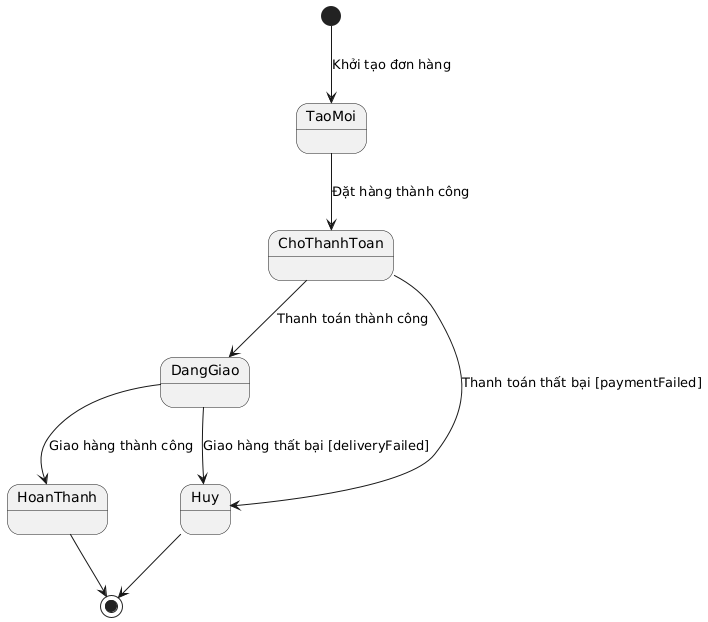 Khởi tạo đơn hàng
TaoMoi
Đặt hàng thành công
ChoThanhToan
Thanh toán thành công
DangGiao
Thanh toán thất bại [paymentFailed]
Giao hàng thành công
Giao hàng thất bại [deliveryFailed]
HoanThanh
Huy